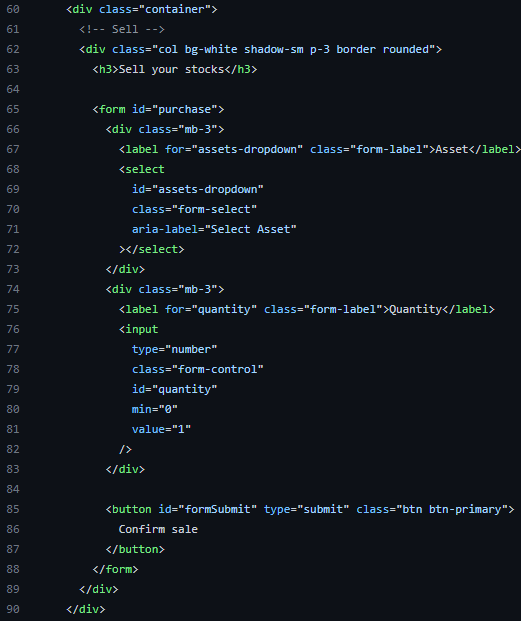 60 <div class="container">
61 <!-- Sell -->
62 <div class="col bg-white shadow-sm p-3 border rounded">
63 <h3>Sell your stocks</h3>
64
65 <form id="purchase">
66 <div class="mb-3">
67 <label for="assets-dropdown" class="form-label">Asset</label>
68 <select
69 id="assets-dropdown"
70 class="form-select"
71 aria-label="Select Asset"
72 ></select>
73 </div>
74 <div class="mb-3">
75 <label for="quantity" class="form-label">Quantity</label>
76 <input
77 type="number"
78 class="form-control"
79 id="quantity"
80 min="0"
81 value="1"
82 />
83 </div>
84
85 <button id="formSubmit" type="submit" class="btn btn-primary">
86 Confirm sale
87 </button>
88 </form>
89 </div>
90 </div>